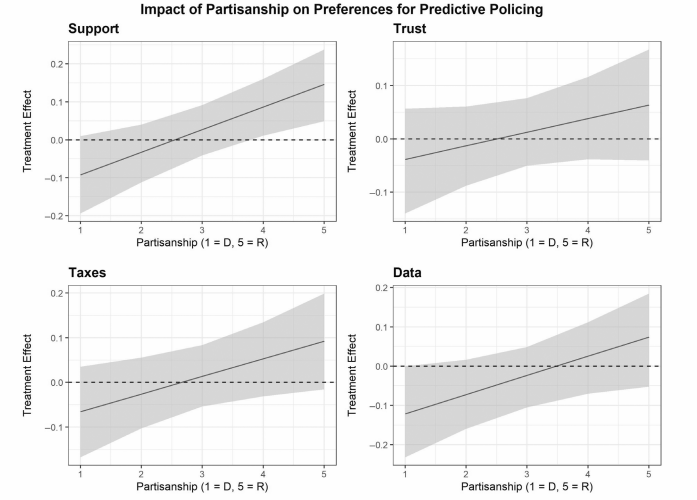 Impact of Partisanship on Preferences for Predictive Policing
Support
Treatment Effect
0.2
0.1
0.0
−0.1
−0.2
1 2 3 4 5
Partisanship (1 = D, 5 = R)
Trust
Treatment Effect
0.1
0.0
−0.1
1 2 3 4 5
Partisanship (1 = D, 5 = R)
Taxes
Treatment Effect
0.2
0.1
0.0
−0.1
1 2 3 4 5
Partisanship (1 = D, 5 = R)
Data
Treatment Effect
0.2
0.1
0.0
−0.1
−0.2
1 2 3 4 5
Partisanship (1 = D, 5 = R)